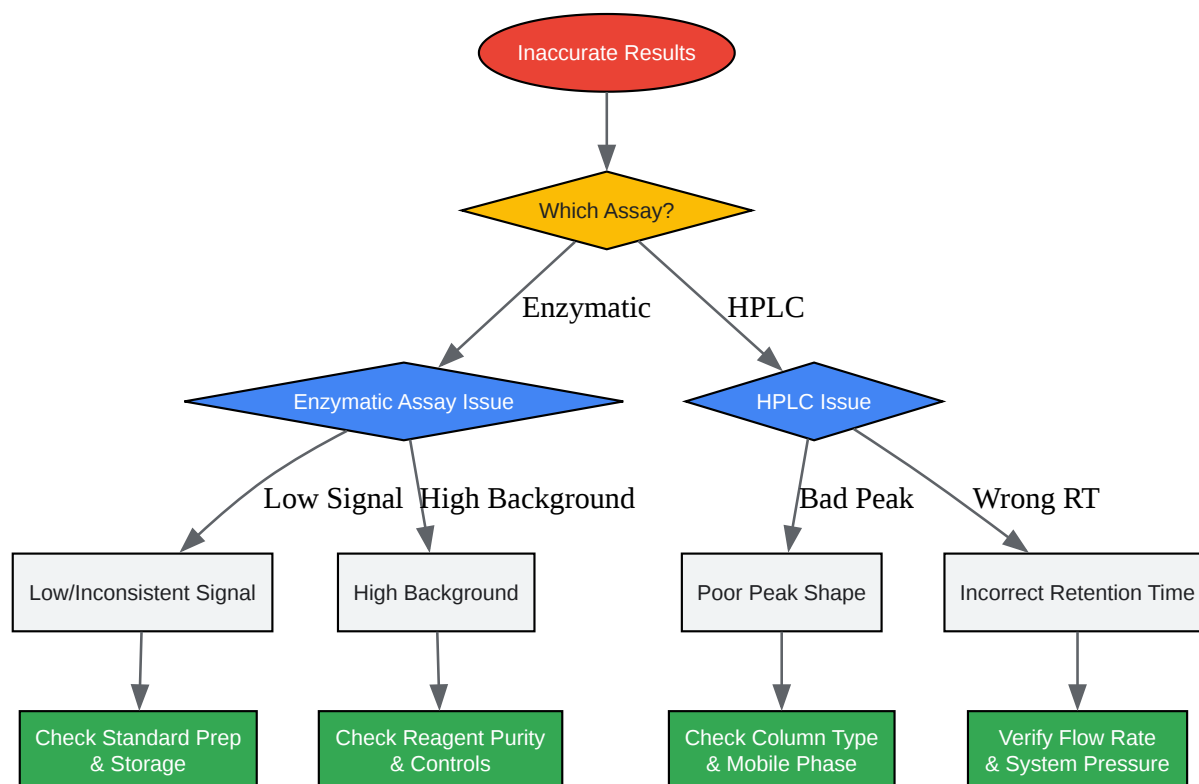 Inaccurate Results
Which Assay?
Enzymatic
HPLC
Enzymatic Assay Issue
HPLC Issue
Low Signal
High Background
Bad Peak
Wrong RT
Low/Inconsistent Signal
High Background
Poor Peak Shape
Incorrect Retention Time
Check Standard Prep
& Storage
Check Reagent Purity
& Controls
Check Column Type
& Mobile Phase
Verify Flow Rate
& System Pressure